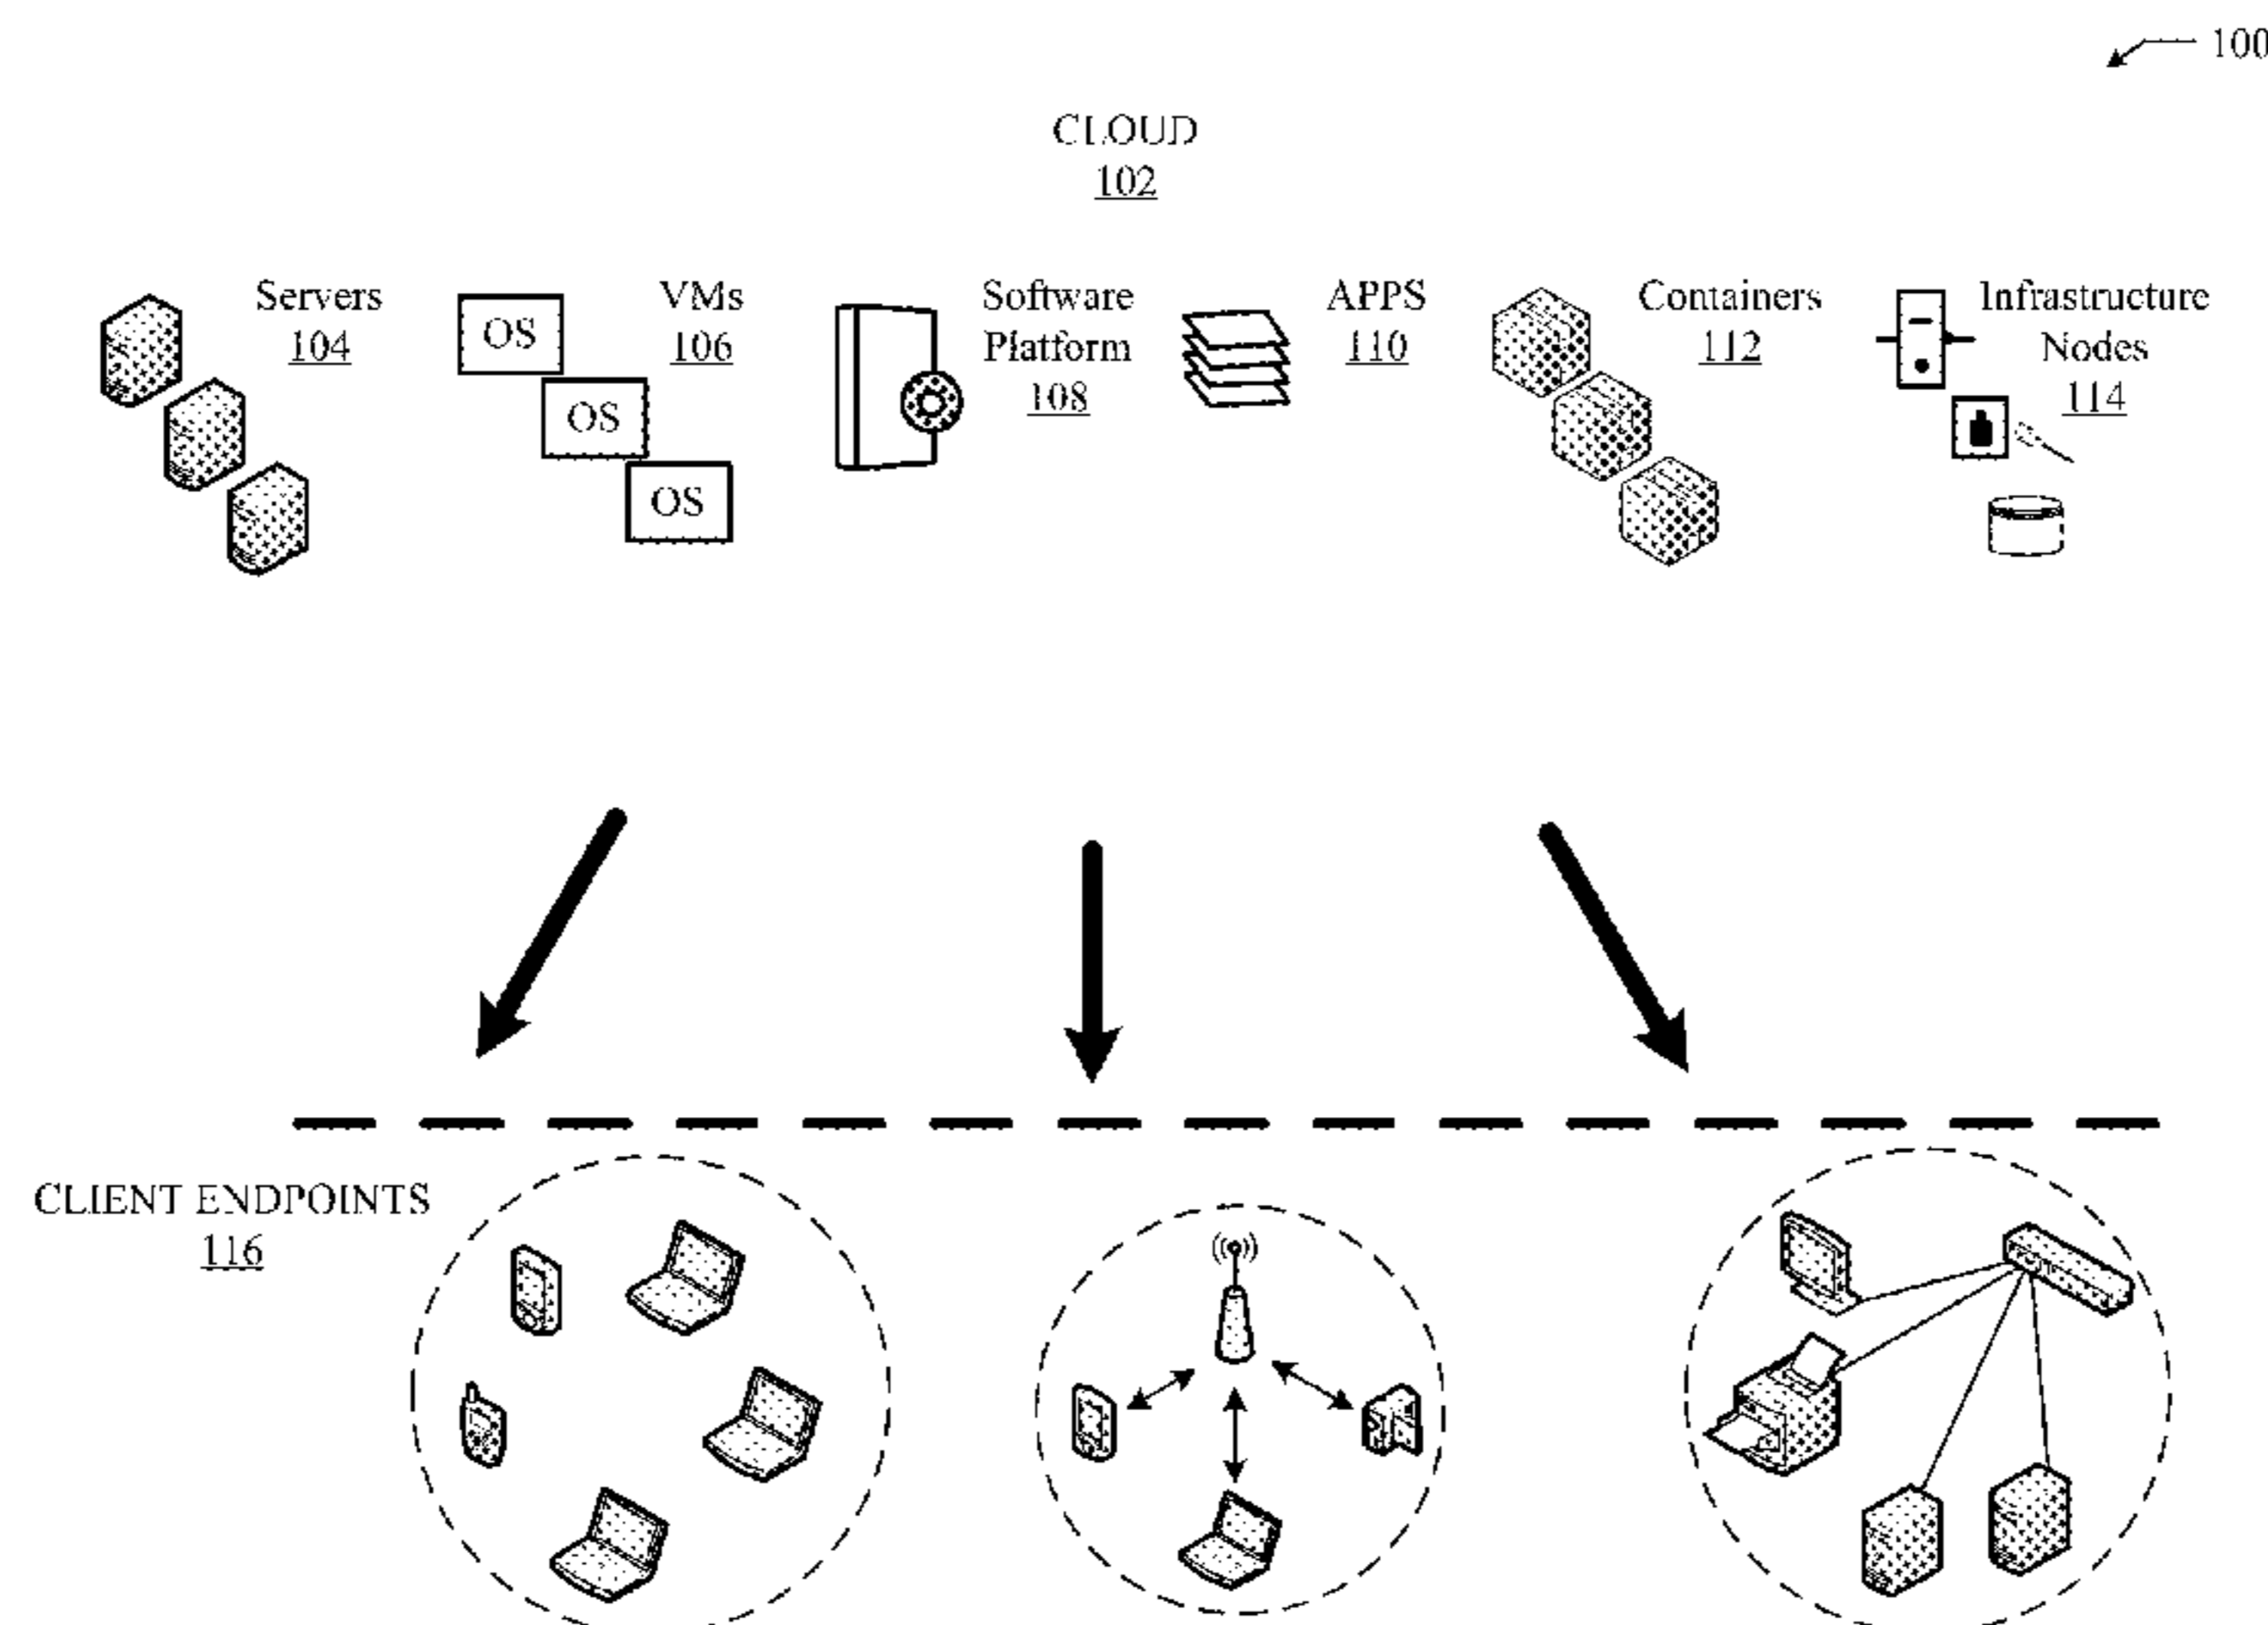 100
CLOUD
102
Servers
104
OS
OS
OS
VMs
106
Software
Platform
108
APPS
110
Containers
112
Infrastructure
Nodes
114
CLIENT ENDPOINTS
116